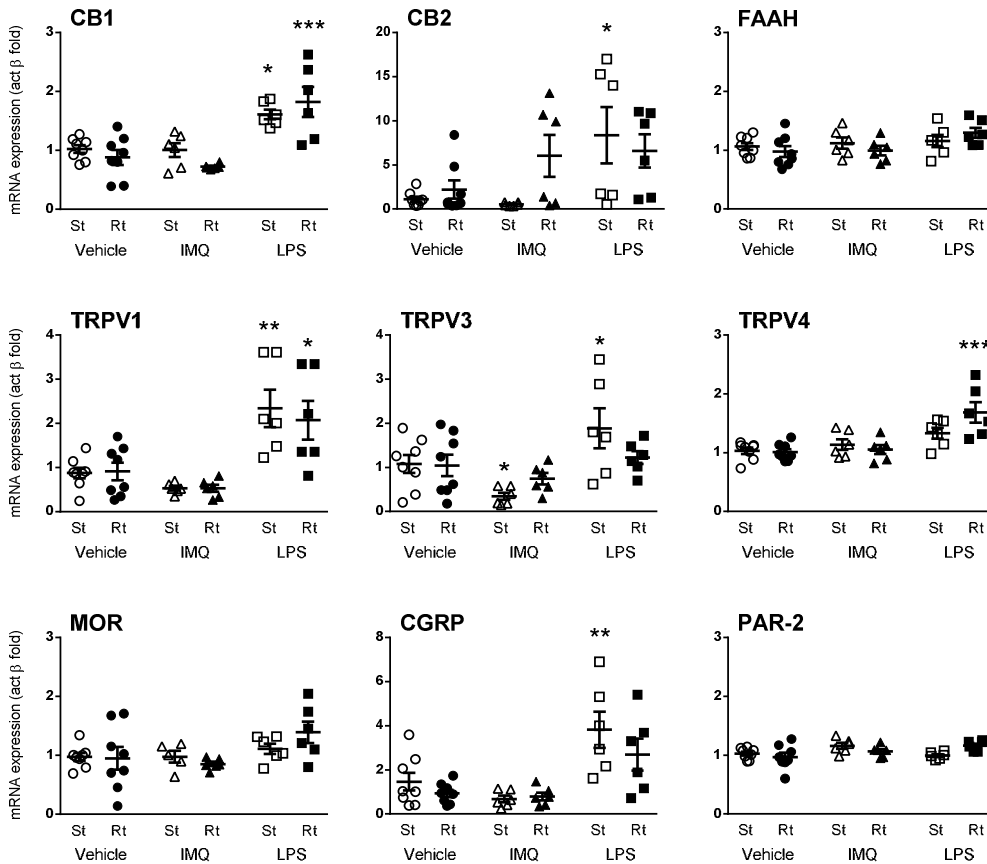 CB1
CB2
FAAH
mRNA expression (act β fold)
3
2
1
0
*
***
St
Rt
St
Rt
St
Rt
Vehicle
IMQ
LPS
20
15
10
5
0
*
St
Rt
St
Rt
St
Rt
Vehicle
IMQ
LPS
3
2
1
0
St
Rt
St
Rt
St
Rt
Vehicle
IMQ
LPS
TRPV1
TRPV3
TRPV4
mRNA expression (act β fold)
4
3
2
1
0
**
*
St
Rt
St
Rt
St
Rt
Vehicle
IMQ
LPS
4
3
2
1
0
*
*
St
Rt
St
Rt
St
Rt
Vehicle
IMQ
LPS
3
2
1
0
***
St
Rt
St
Rt
St
Rt
Vehicle
IMQ
LPS
MOR
CGRP
PAR-2
mRNA expression (act β fold)
3
2
1
0
St
Rt
St
Rt
St
Rt
Vehicle
IMQ
LPS
8
6
4
2
0
**
St
Rt
St
Rt
St
Rt
Vehicle
IMQ
LPS
3
2
1
0
St
Rt
St
Rt
St
Rt
Vehicle
IMQ
LPS